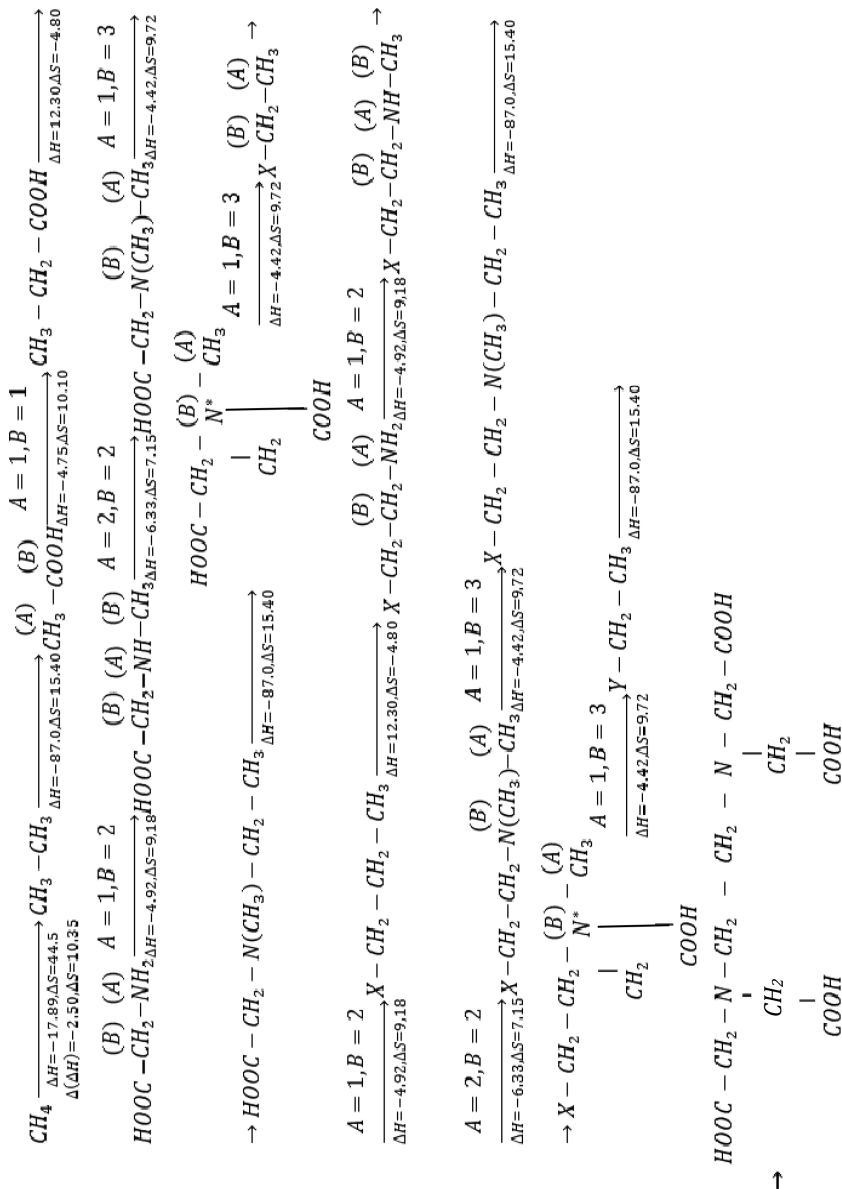 (A) (B) A = 1, B = 1
CH₄ ⟶ CH₃ −CH₃ ⟶ CH₃ −COOH ⟶ CH₃ − CH₂ − COOH ⟶
ΔH=−17.89,ΔS=44.5 ΔH=−87.0,ΔS=15.40 ΔH=−4.75,ΔS=10.10 ΔH=12.30,ΔS=−4.80
Δ(ΔH)=−2.50,ΔS=10.35
(B) (A) A = 1, B = 2 (B) (A) (B) A = 2, B = 2 (B) (A) A = 1, B = 3
HOOC −CH₂−NH₂ ⟶ HOOC −CH₂−NH−CH₃ ⟶ HOOC −CH₂−N(CH₃)−CH₃ ⟶
ΔH=−4.92,ΔS=9,18 ΔH=−6.33,ΔS=7.15 ΔH=−4.42,ΔS=9.72
(B) (A) A = 1, B = 3 (B) (A)
→ HOOC − CH₂ − N(CH₃) − CH₂ − CH₃ ⟶ HOOC − CH₂ − N* − CH₃ ⟶ X−CH₂−CH₃ →
ΔH=−87.0,ΔS=15.40 ΔH=−4.42,ΔS=9.72
CH₂
COOH
A = 1, B = 2 (B) (A) A = 1, B = 2 (B) (A) (B)
⟶ X − CH₂ − CH₂ − CH₃ ⟶ X −CH₂−CH₂−NH₂ ⟶ X −CH₂−CH₂−NH−CH₃ →
ΔH=−4.92,ΔS=9,18 ΔH=12.30,ΔS=−4.80 ΔH=−4.92,ΔS=9,18
A = 2, B = 2 (B) (A) A = 1, B = 3
⟶ X −CH₂−CH₂−N(CH₃)−CH₃ ⟶ X − CH₂ − CH₂ − N(CH₃) − CH₂ − CH₃ ⟶
ΔH=−6.33,ΔS=7.15 ΔH=−4.42,ΔS=9.72 ΔH=−87.0,ΔS=15.40
(B) (A) A = 1, B = 3
→ X − CH₂ − CH₂ − N* − CH₃ ⟶ Y − CH₂ − CH₃ ⟶
ΔH=−4.42,ΔS=9.72 ΔH=−87.0,ΔS=15.40
CH₂
COOH
HOOC − CH₂ − N − CH₂ − CH₂ − N − CH₂ − COOH
→ CH₂ CH₂
COOH COOH